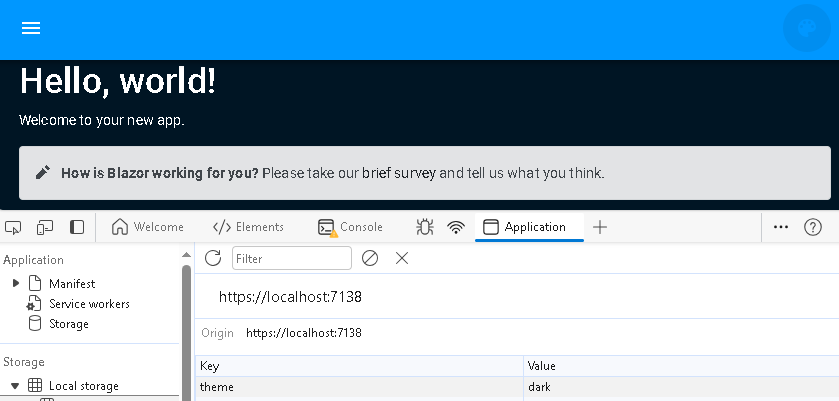 Hello, world!
Welcome to your new app.
How is Blazor working for you? Please take our brief survey and tell us what you think.
Welcome Elements Console Application
Application
Manifest
Service workers
Storage
Storage
Local storage
Filter
https://localhost:7138
Origin https://localhost:7138
Key Value
theme dark